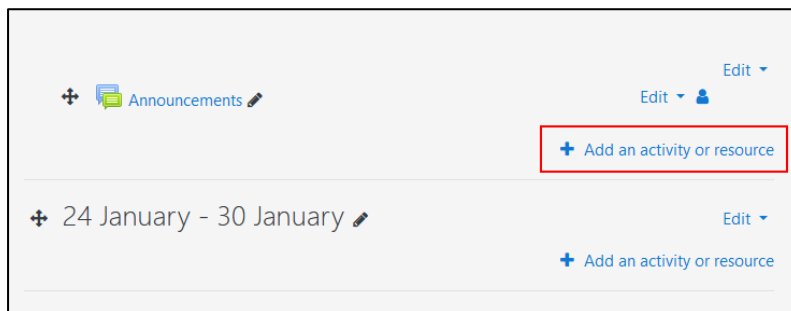 Edit
Announcements
Edit
Add an activity or resource
24 January - 30 January
Edit
Add an activity or resource